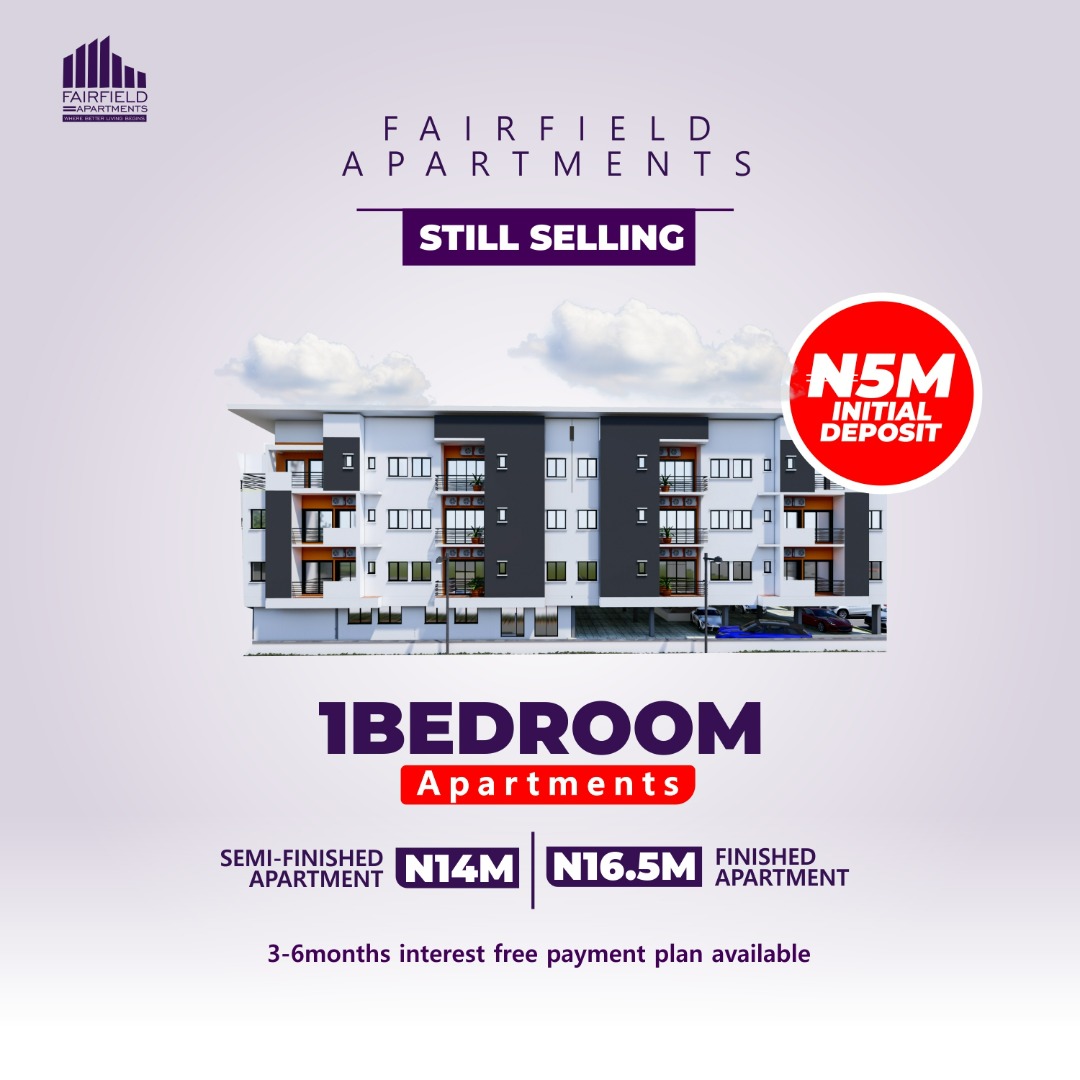 FAIRFIELD
APARTMENTS
WHERE BETTER LIVING BEGINS
FAIRFIELD
APARTMENTS
STILL SELLING
₦5M
INITIAL
DEPOSIT
1BEDROOM
Apartments
SEMI-FINISHED
APARTMENT
N14M
N16.5M
FINISHED
APARTMENT
3-6months interest free payment plan available